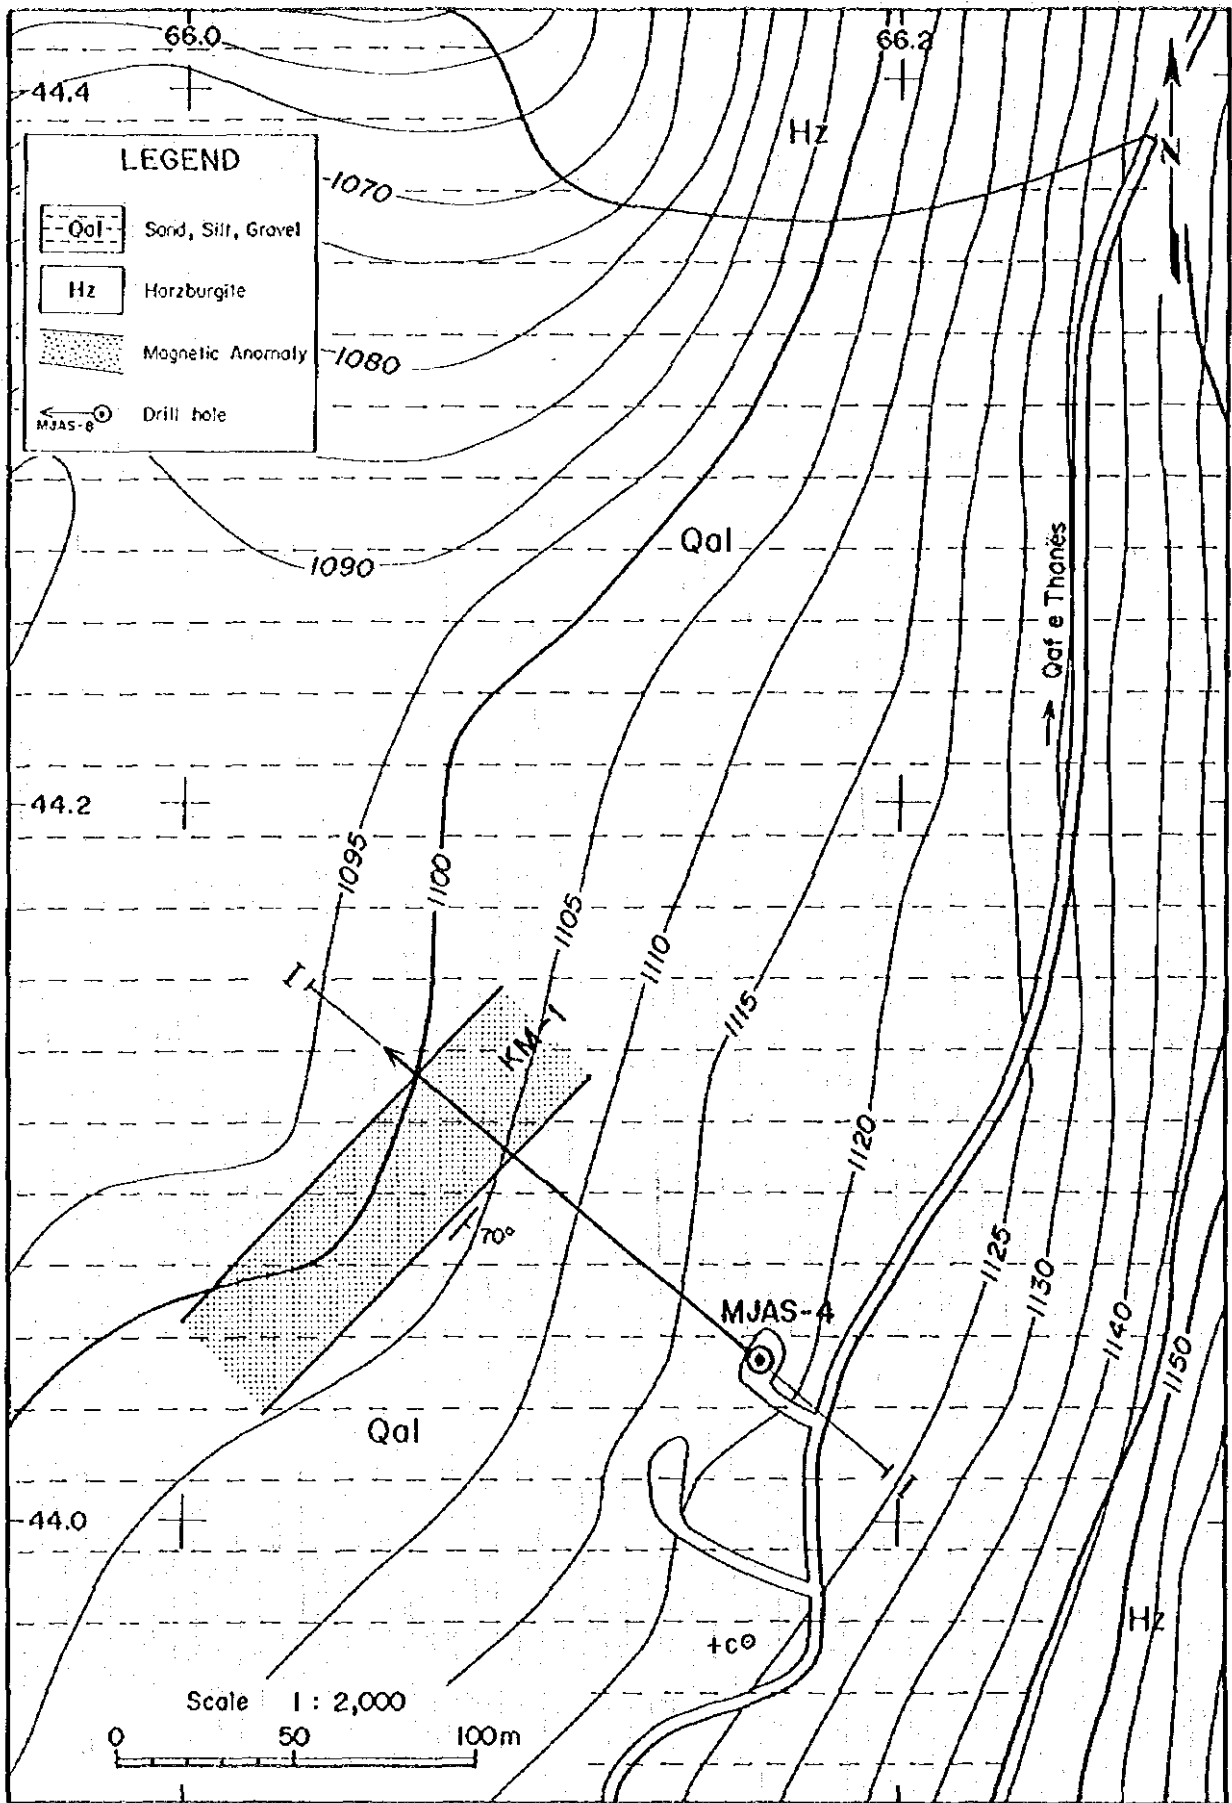 66.0
66.2
44.4
Hz
N
LEGEND
Qal Sand, Silt, Gravel
Hz Harzburgite
Magnetic Anomaly
MJAS-8 Drill hole
1070
1080
1090
Qal
Qaf e Thanës
44.2
1095
1100
1105
1110
1115
I
KM-1
1120
70°
1125
1130
1140
1150
MJAS-4
Qal
I
44.0
Hz
+c
Scale 1 : 2,000
0 50 100m